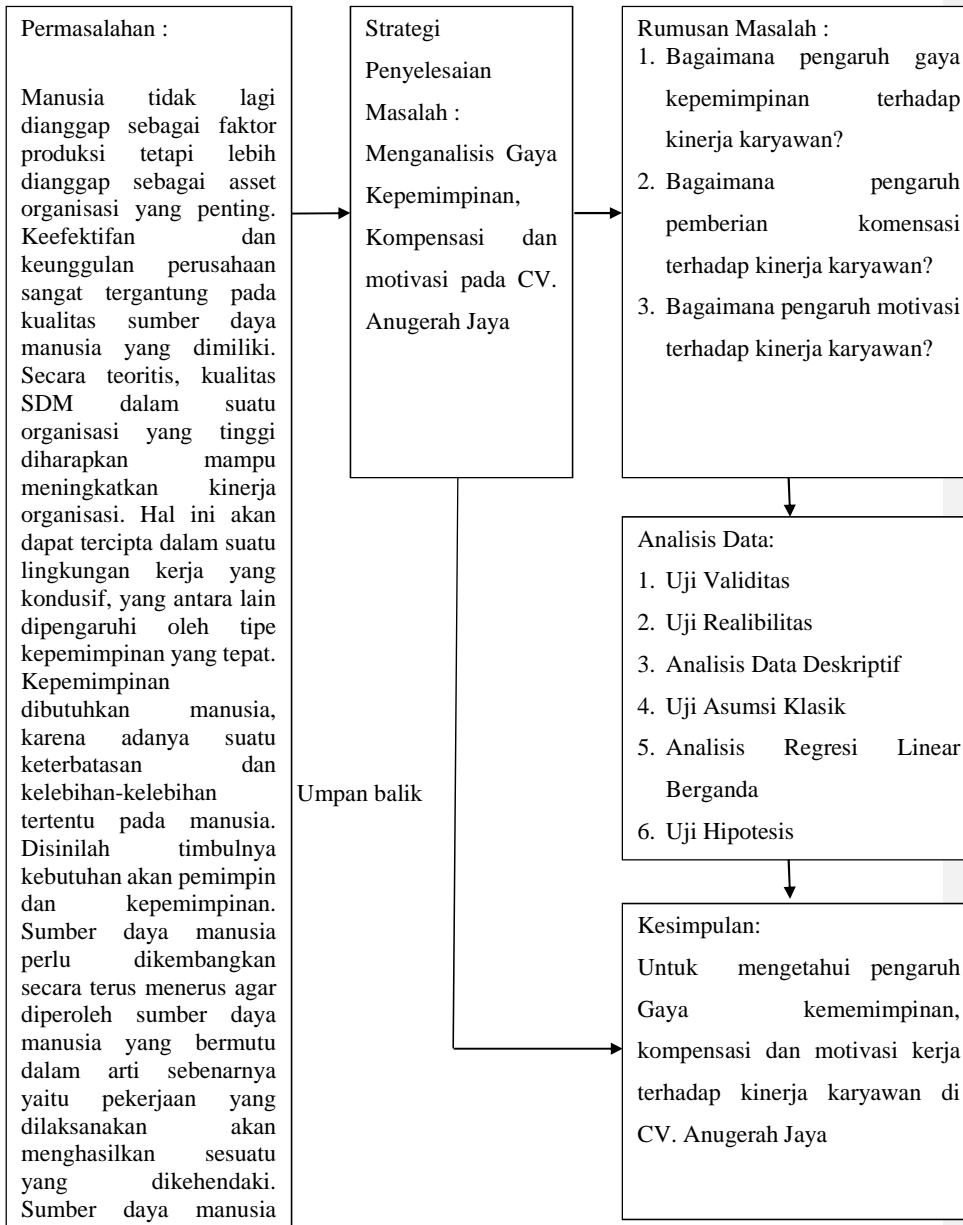 Permasalahan :
Manusia tidak lagi
dianggap sebagai faktor
produksi tetapi lebih
dianggap sebagai asset
organisasi yang penting.
Keefektifan dan
keunggulan perusahaan
sangat tergantung pada
kualitas sumber daya
manusia yang dimiliki.
Secara teoritis, kualitas
SDM dalam suatu
organisasi yang tinggi
diharapkan mampu
meningkatkan kinerja
organisasi. Hal ini akan
dapat tercipta dalam suatu
lingkungan kerja yang
kondusif, yang antara lain
dipengaruhi oleh tipe
kepemimpinan yang tepat.
Kepemimpinan
dibutuhkan manusia,
karena adanya suatu
keterbatasan dan
kelebihan-kelebihan
tertentu pada manusia.
Disinilah timbulnya
kebutuhan akan pemimpin
dan kepemimpinan.
Sumber daya manusia
perlu dikembangkan
secara terus menerus agar
diperoleh sumber daya
manusia yang bermutu
dalam arti sebenarnya
yaitu pekerjaan yang
dilaksanakan akan
menghasilkan sesuatu
yang dikehendaki.
Sumber daya manusia
Strategi
Penyelesaian
Masalah :
Menganalisis Gaya
Kepemimpinan,
Kompensasi dan
motivasi pada CV.
Anugerah Jaya
Umpan balik
Rumusan Masalah :
1. Bagaimana pengaruh gaya
kepemimpinan terhadap
kinerja karyawan?
2. Bagaimana pengaruh
pemberian komensasi
terhadap kinerja karyawan?
3. Bagaimana pengaruh motivasi
terhadap kinerja karyawan?
Analisis Data:
1. Uji Validitas
2. Uji Realibilitas
3. Analisis Data Deskriptif
4. Uji Asumsi Klasik
5. Analisis Regresi Linear
Berganda
6. Uji Hipotesis
Kesimpulan:
Untuk mengetahui pengaruh
Gaya kememimpinan,
kompensasi dan motivasi kerja
terhadap kinerja karyawan di
CV. Anugerah Jaya